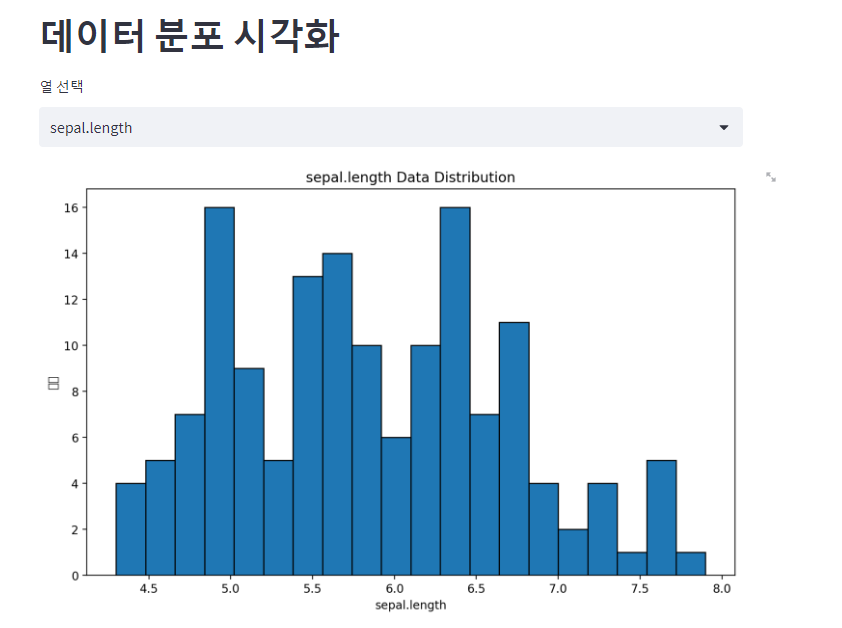 데이터 분포 시각화
열 선택
sepal.length
sepal.length Data Distribution
16
14
12
10
8
6
4
2
0
4.5 5.0 5.5 6.0 6.5 7.0 7.5 8.0
sepal.length